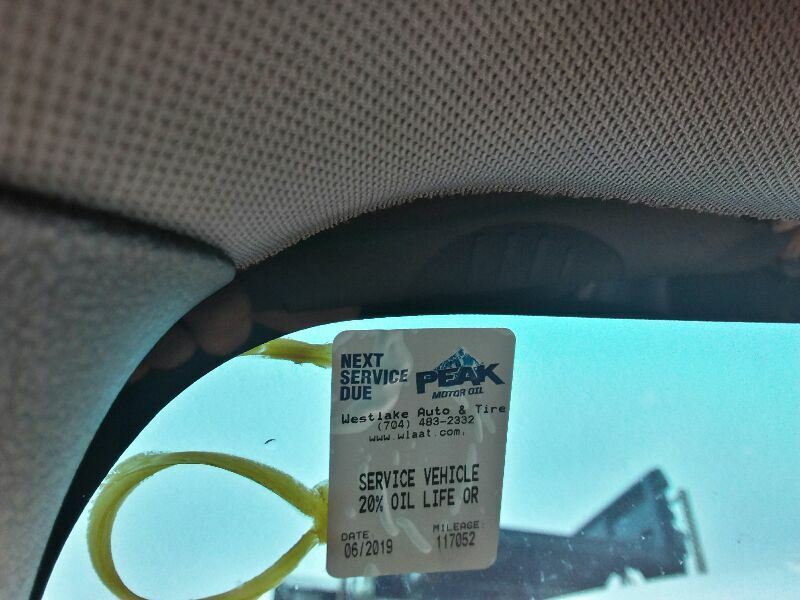 NEXT
SERVICE
DUE
PEAK
MOTOR OIL
Westlake Auto & Tire
(704) 483-2332
www.wlaat.com.
SERVICE VEHICLE
20% OIL LIFE OR
DATE
06/2019
MILEAGE:
117052